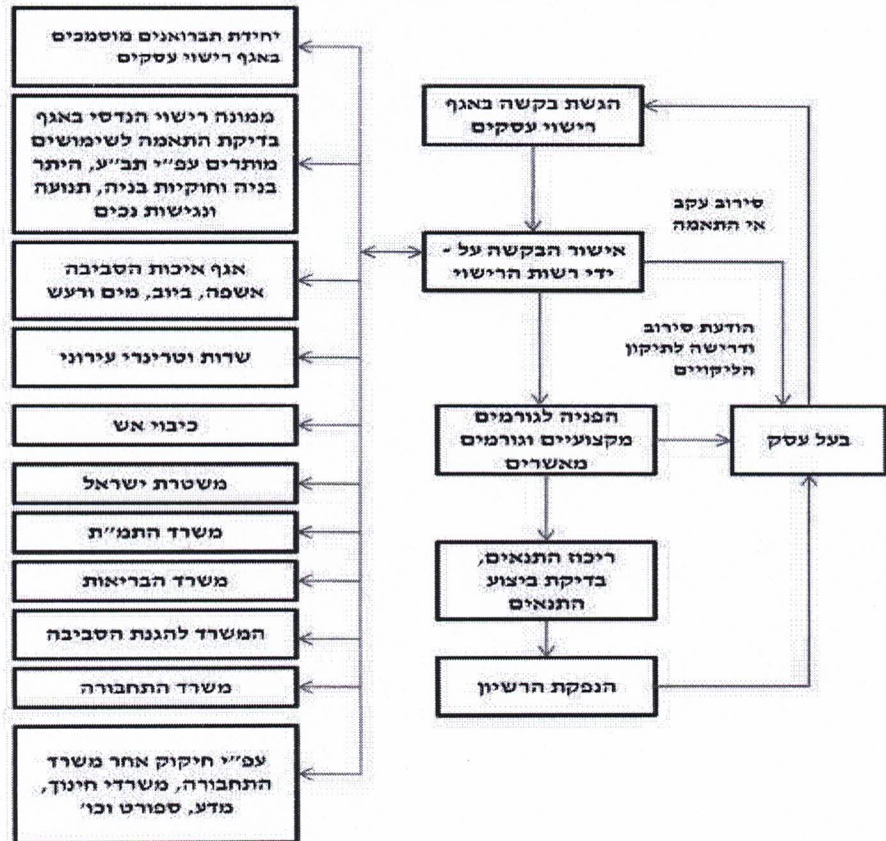 הגשת בקשה באגף
רישוי עסקים
סירוב עקב
אי התאמה
אישור הבקשה על -
ידי רשות הרישוי
הודעת סירוב
ודרישה לתיקון
הליקויים
הפניה לגורמים
מקצועיים וגורמים
מאשרים
בעל עסק
ריכוז התנאים,
בדיקת ביצוע
התנאים
הנפקת הרשיון
יחידת תברואנים מוסמכים
באגף רישוי עסקים
ממונה רישוי הנדסי באגף
בדיקת התאמה לשימושים
מותרים עפ״י תב״ע, היתר
בניה וחוקיות בניה, תנועה
ונגישות נכים
אגף איכות הסביבה
אשפה, ביוב, מים ורעש
שרות וטרינרי עירוני
כיבוי אש
משטרת ישראל
משרד התמ״ת
משרד הבריאות
המשרד להגנת הסביבה
משרד התחבורה
עפ״י חיקוק אחר משרד
התחבורה, משרדי חינוך,
מדע, ספורט וכו׳